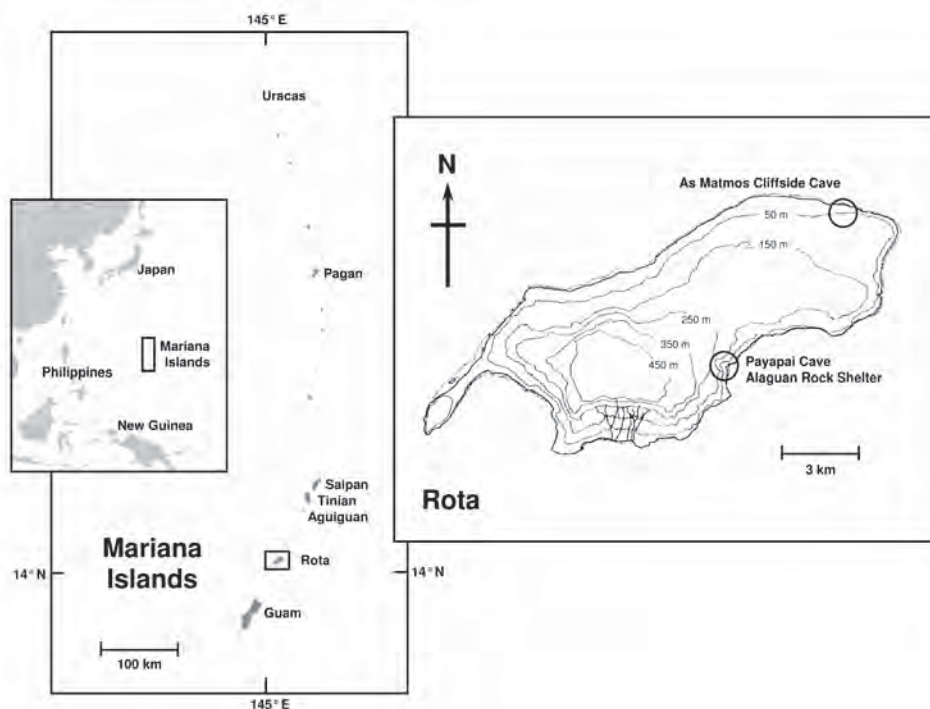 145° E
Urscas
Pagan
Saipan
Tinian
Aguiguan
Rota
Guam
Mariana
Islands
14° N
14° N
100 km
145° E
Japan
Mariana
Islands
Philippines
New Guinea
N
As Matmos Cliffside Cave
50 m
150 m
250 m
350 m
450 m
Payapai Cave
Alaguan Rock Shelter
3 km
Rota